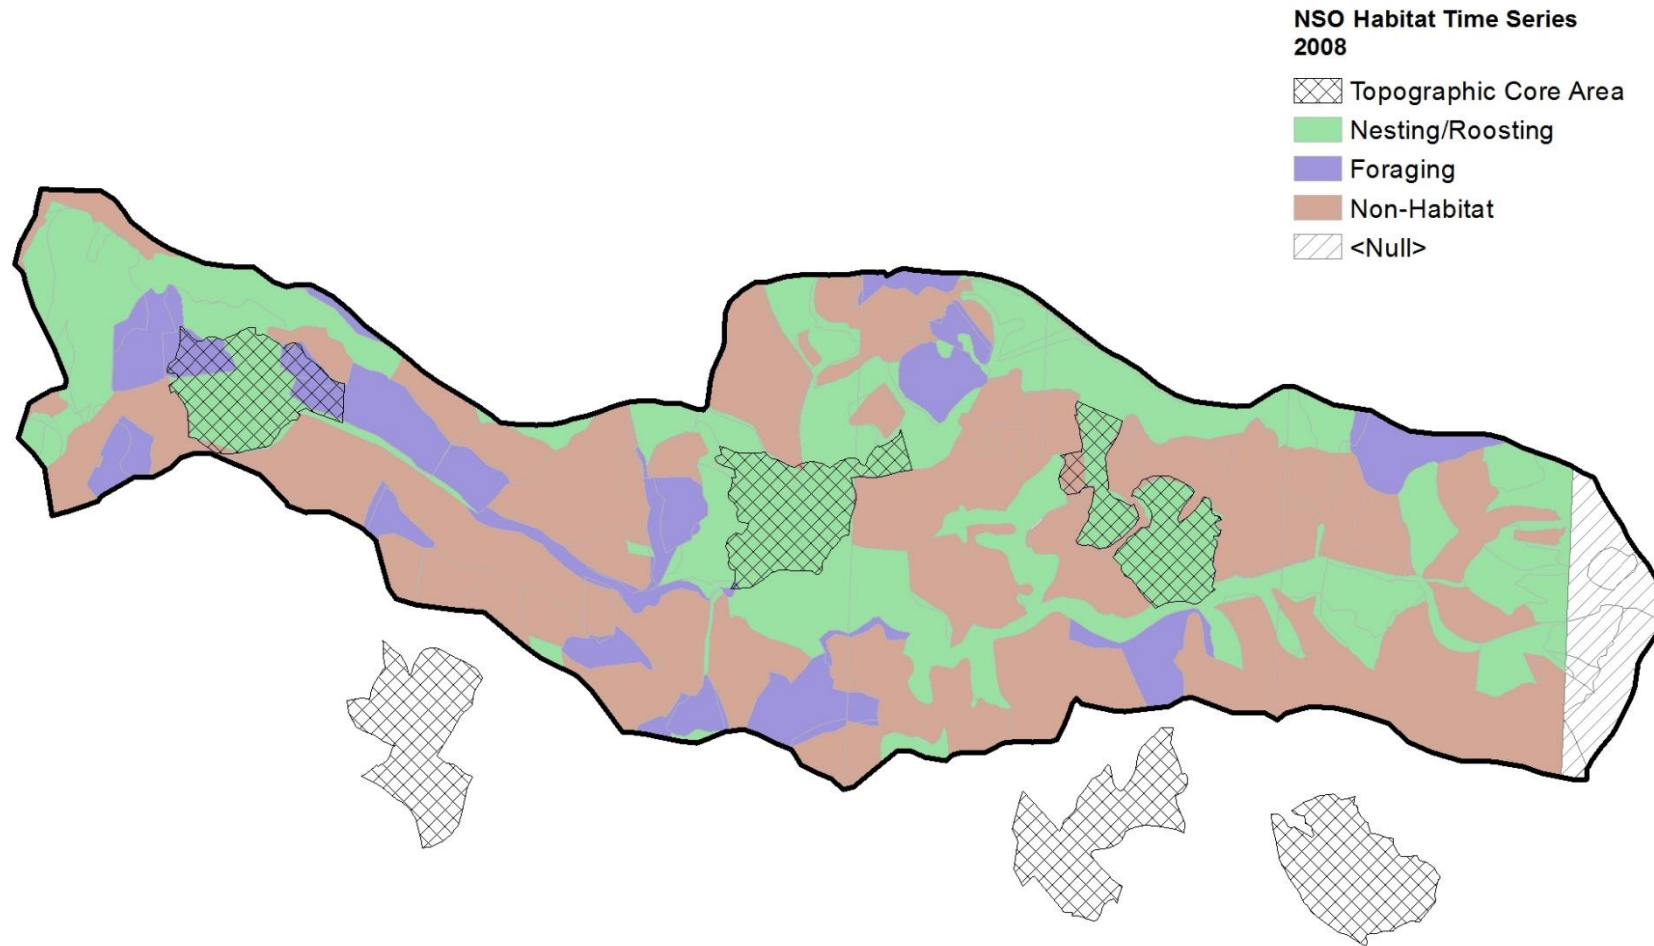 NSO Habitat Time Series
2008
Topographic Core Area
Nesting/Roosting
Foraging
Non-Habitat
<Null>